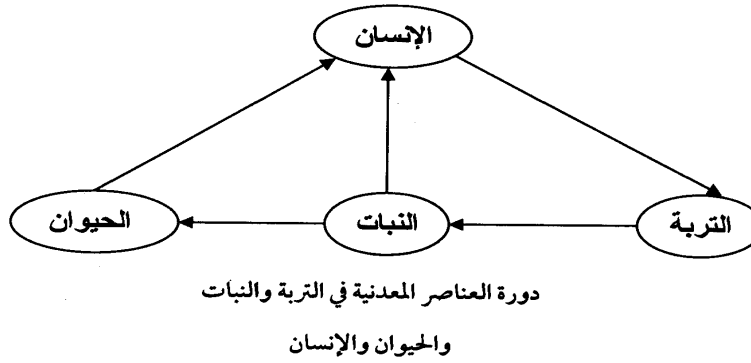 الإنسان
التربة
النبات
الحيوان
دورة العناصر المعدنية في التربة والنبات
والحيوان والإنسان